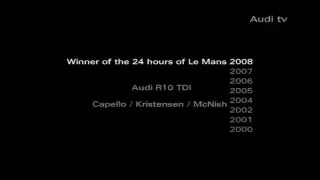 Audi tv
Winner of the 24 hours of Le Mans 2008
2007
2006
Audi R10 TDI
2005
Capello / Kristensen / McNish
2004
2002
2001
2000